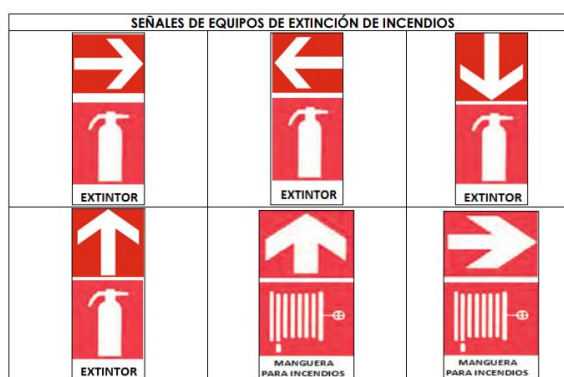 SEÑALES DE EQUIPOS DE EXTINCIÓN DE INCENDIOS
EXTINTOR
EXTINTOR
EXTINTOR
EXTINTOR
MANGUERA
PARA INCENDIOS
MANGUERA
PARA INCENDIOS